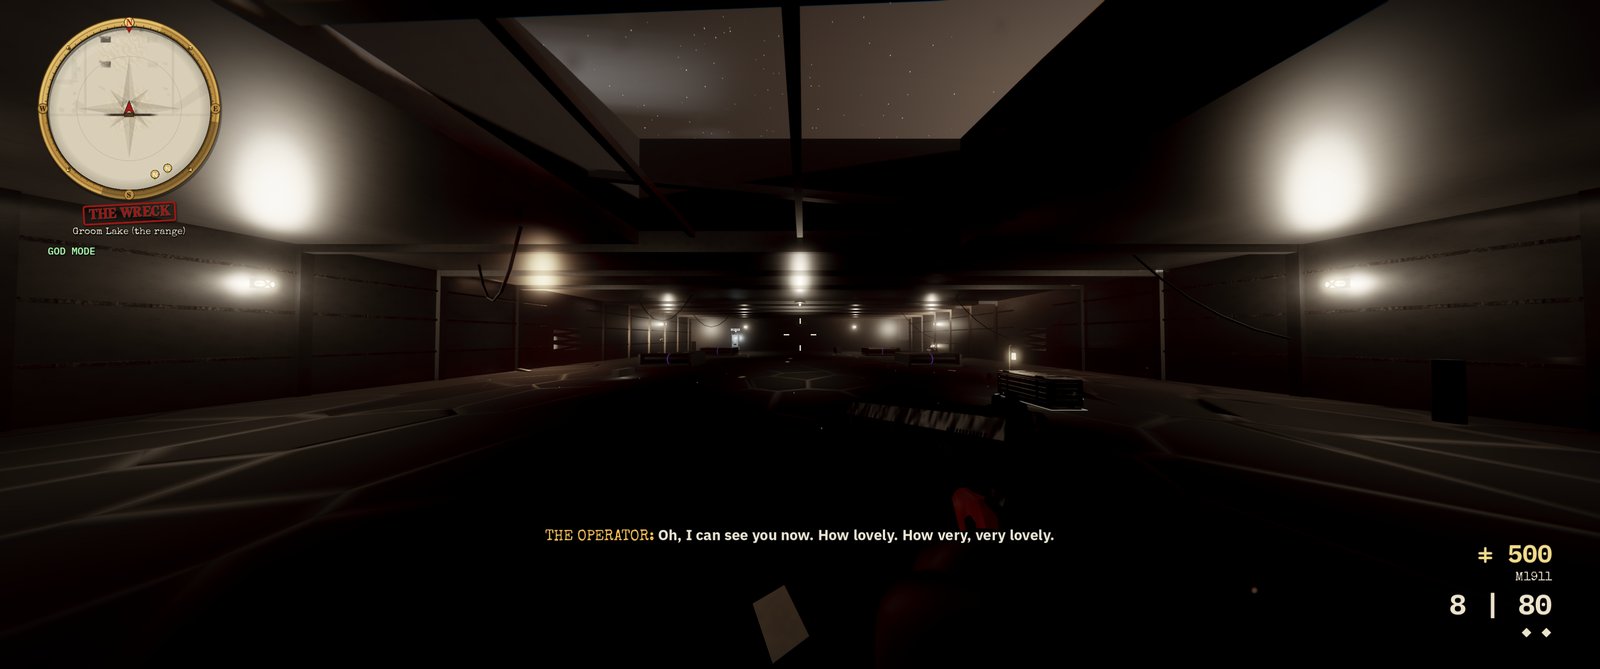 N
W
E
S
THE WRECK
Groom Lake (the range)
GOD MODE
THE OPERATOR: Oh, I can see you now. How lovely. How very, very lovely.
500
M1911
8 | 80